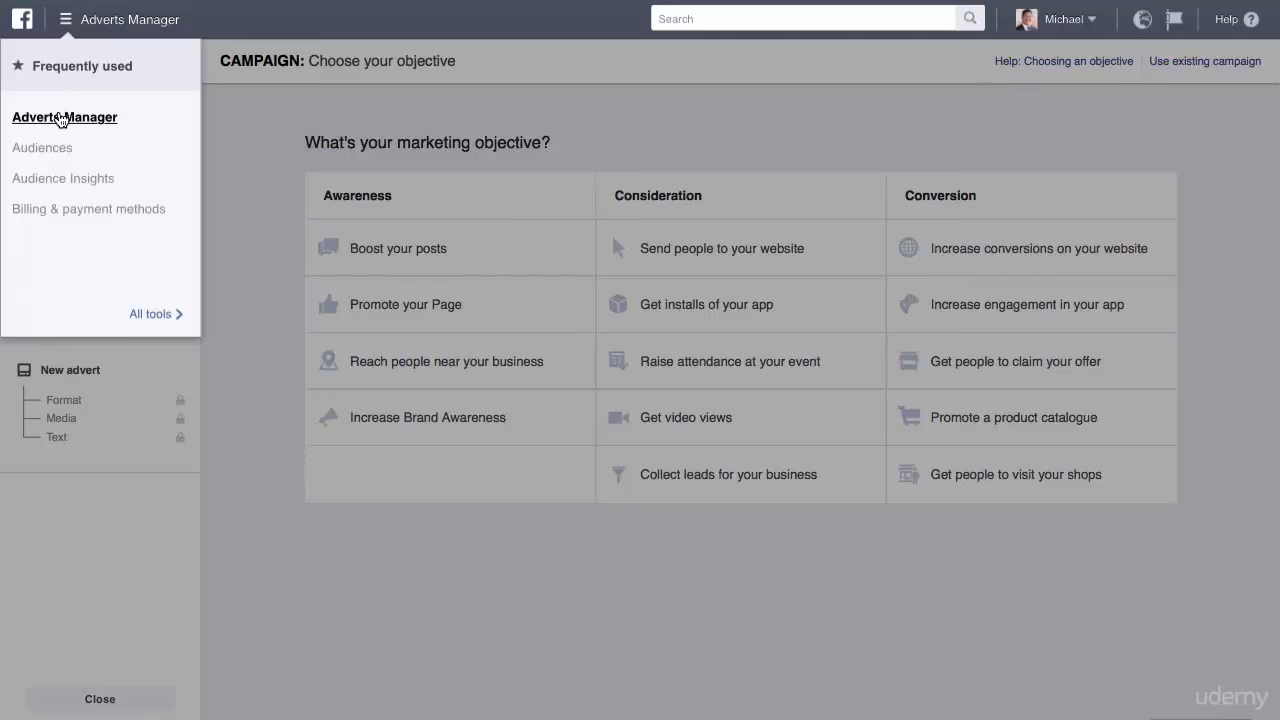 Adverts Manager
Search
Michael
Help
Frequently used
Adverts Manager
Audiences
Audience Insights
Billing & payment methods
All tools
New advert
Format
Media
Text
Close
CAMPAIGN: Choose your objective
Help: Choosing an objective
Use existing campaign
What's your marketing objective?
Awareness
Consideration
Conversion
Boost your posts
Send people to your website
Increase conversions on your website
Promote your Page
Get installs of your app
Increase engagement in your app
Reach people near your business
Raise attendance at your event
Get people to claim your offer
Increase Brand Awareness
Get video views
Promote a product catalogue
Collect leads for your business
Get people to visit your shops
udemy